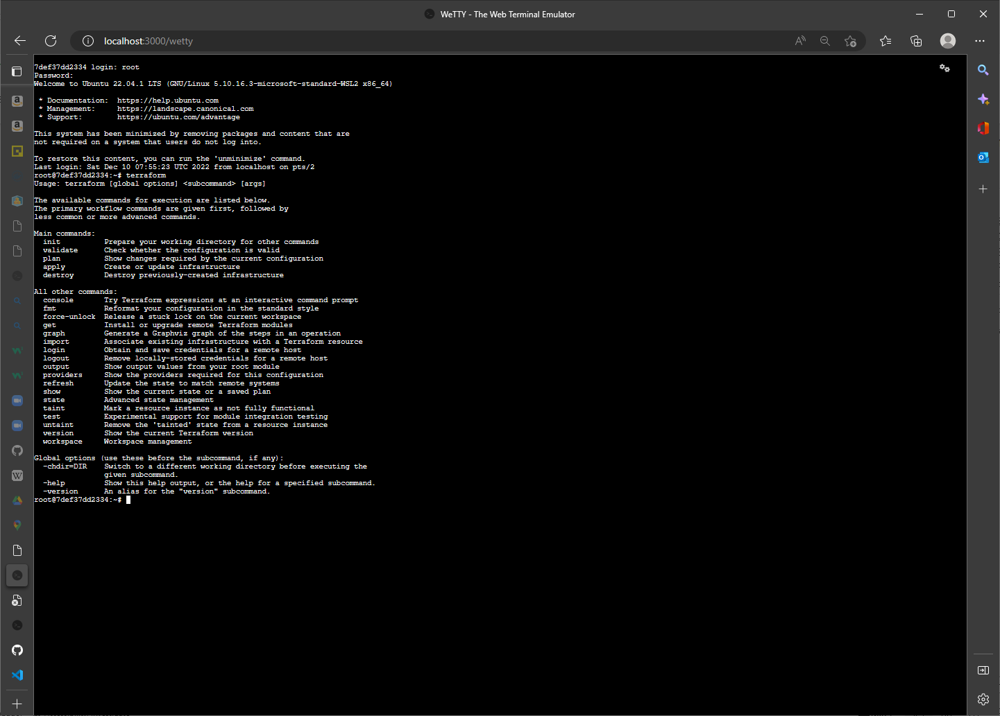 WeTTY - The Web Terminal Emulator
localhost:3000/wetty
7def37dd2334 login: root
Password:
Welcome to Ubuntu 22.04.1 LTS (GNU/Linux 5.10.16.3-microsoft-standard-WSL2 x86_64)
* Documentation:  https://help.ubuntu.com
* Management:     https://landscape.canonical.com
* Support:        https://ubuntu.com/advantage
This system has been minimized by removing packages and content that are
not required on a system that users do not log into.
To restore this content, you can run the 'unminimize' command.
Last login: Sat Dec 10 07:55:23 UTC 2022 from localhost on pts/2
root@7def37dd2334:~# terraform
Usage: terraform [global options] <subcommand> [args]
The available commands for execution are listed below.
The primary workflow commands are given first, followed by
less common or more advanced commands.
Main commands:
init          Prepare your working directory for other commands
validate      Check whether the configuration is valid
plan          Show changes required by the current configuration
apply         Create or update infrastructure
destroy       Destroy previously-created infrastructure
All other commands:
console       Try Terraform expressions at an interactive command prompt
fmt           Reformat your configuration in the standard style
force-unlock  Release a stuck lock on the current workspace
get           Install or upgrade remote Terraform modules
graph         Generate a Graphviz graph of the steps in an operation
import        Associate existing infrastructure with a Terraform resource
login         Obtain and save credentials for a remote host
logout        Remove locally-stored credentials for a remote host
output        Show output values from your root module
providers     Show the providers required for this configuration
refresh       Update the state to match remote systems
show          Show the current state or a saved plan
state         Advanced state management
taint         Mark a resource instance as not fully functional
test          Experimental support for module integration testing
untaint       Remove the 'tainted' state from a resource instance
version       Show the current Terraform version
workspace     Workspace management
Global options (use these before the subcommand, if any):
-chdir=DIR    Switch to a different working directory before executing the
given subcommand.
-help         Show this help output, or the help for a specified subcommand.
-version      An alias for the "version" subcommand.
root@7def37dd2334:~#